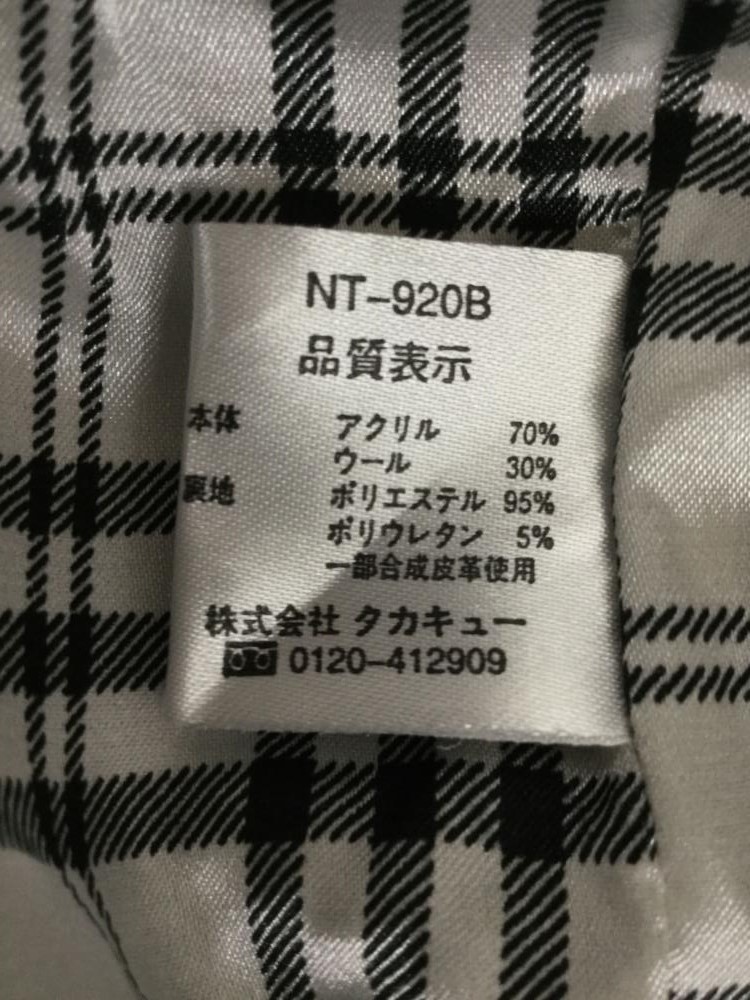 NT-920B
品質表示
本体 アクリル 70%
ウール 30%
裏地 ポリエステル 95%
ポリウレタン 5%
一部合成皮革使用
株式会社 タカキュー
0120-412909